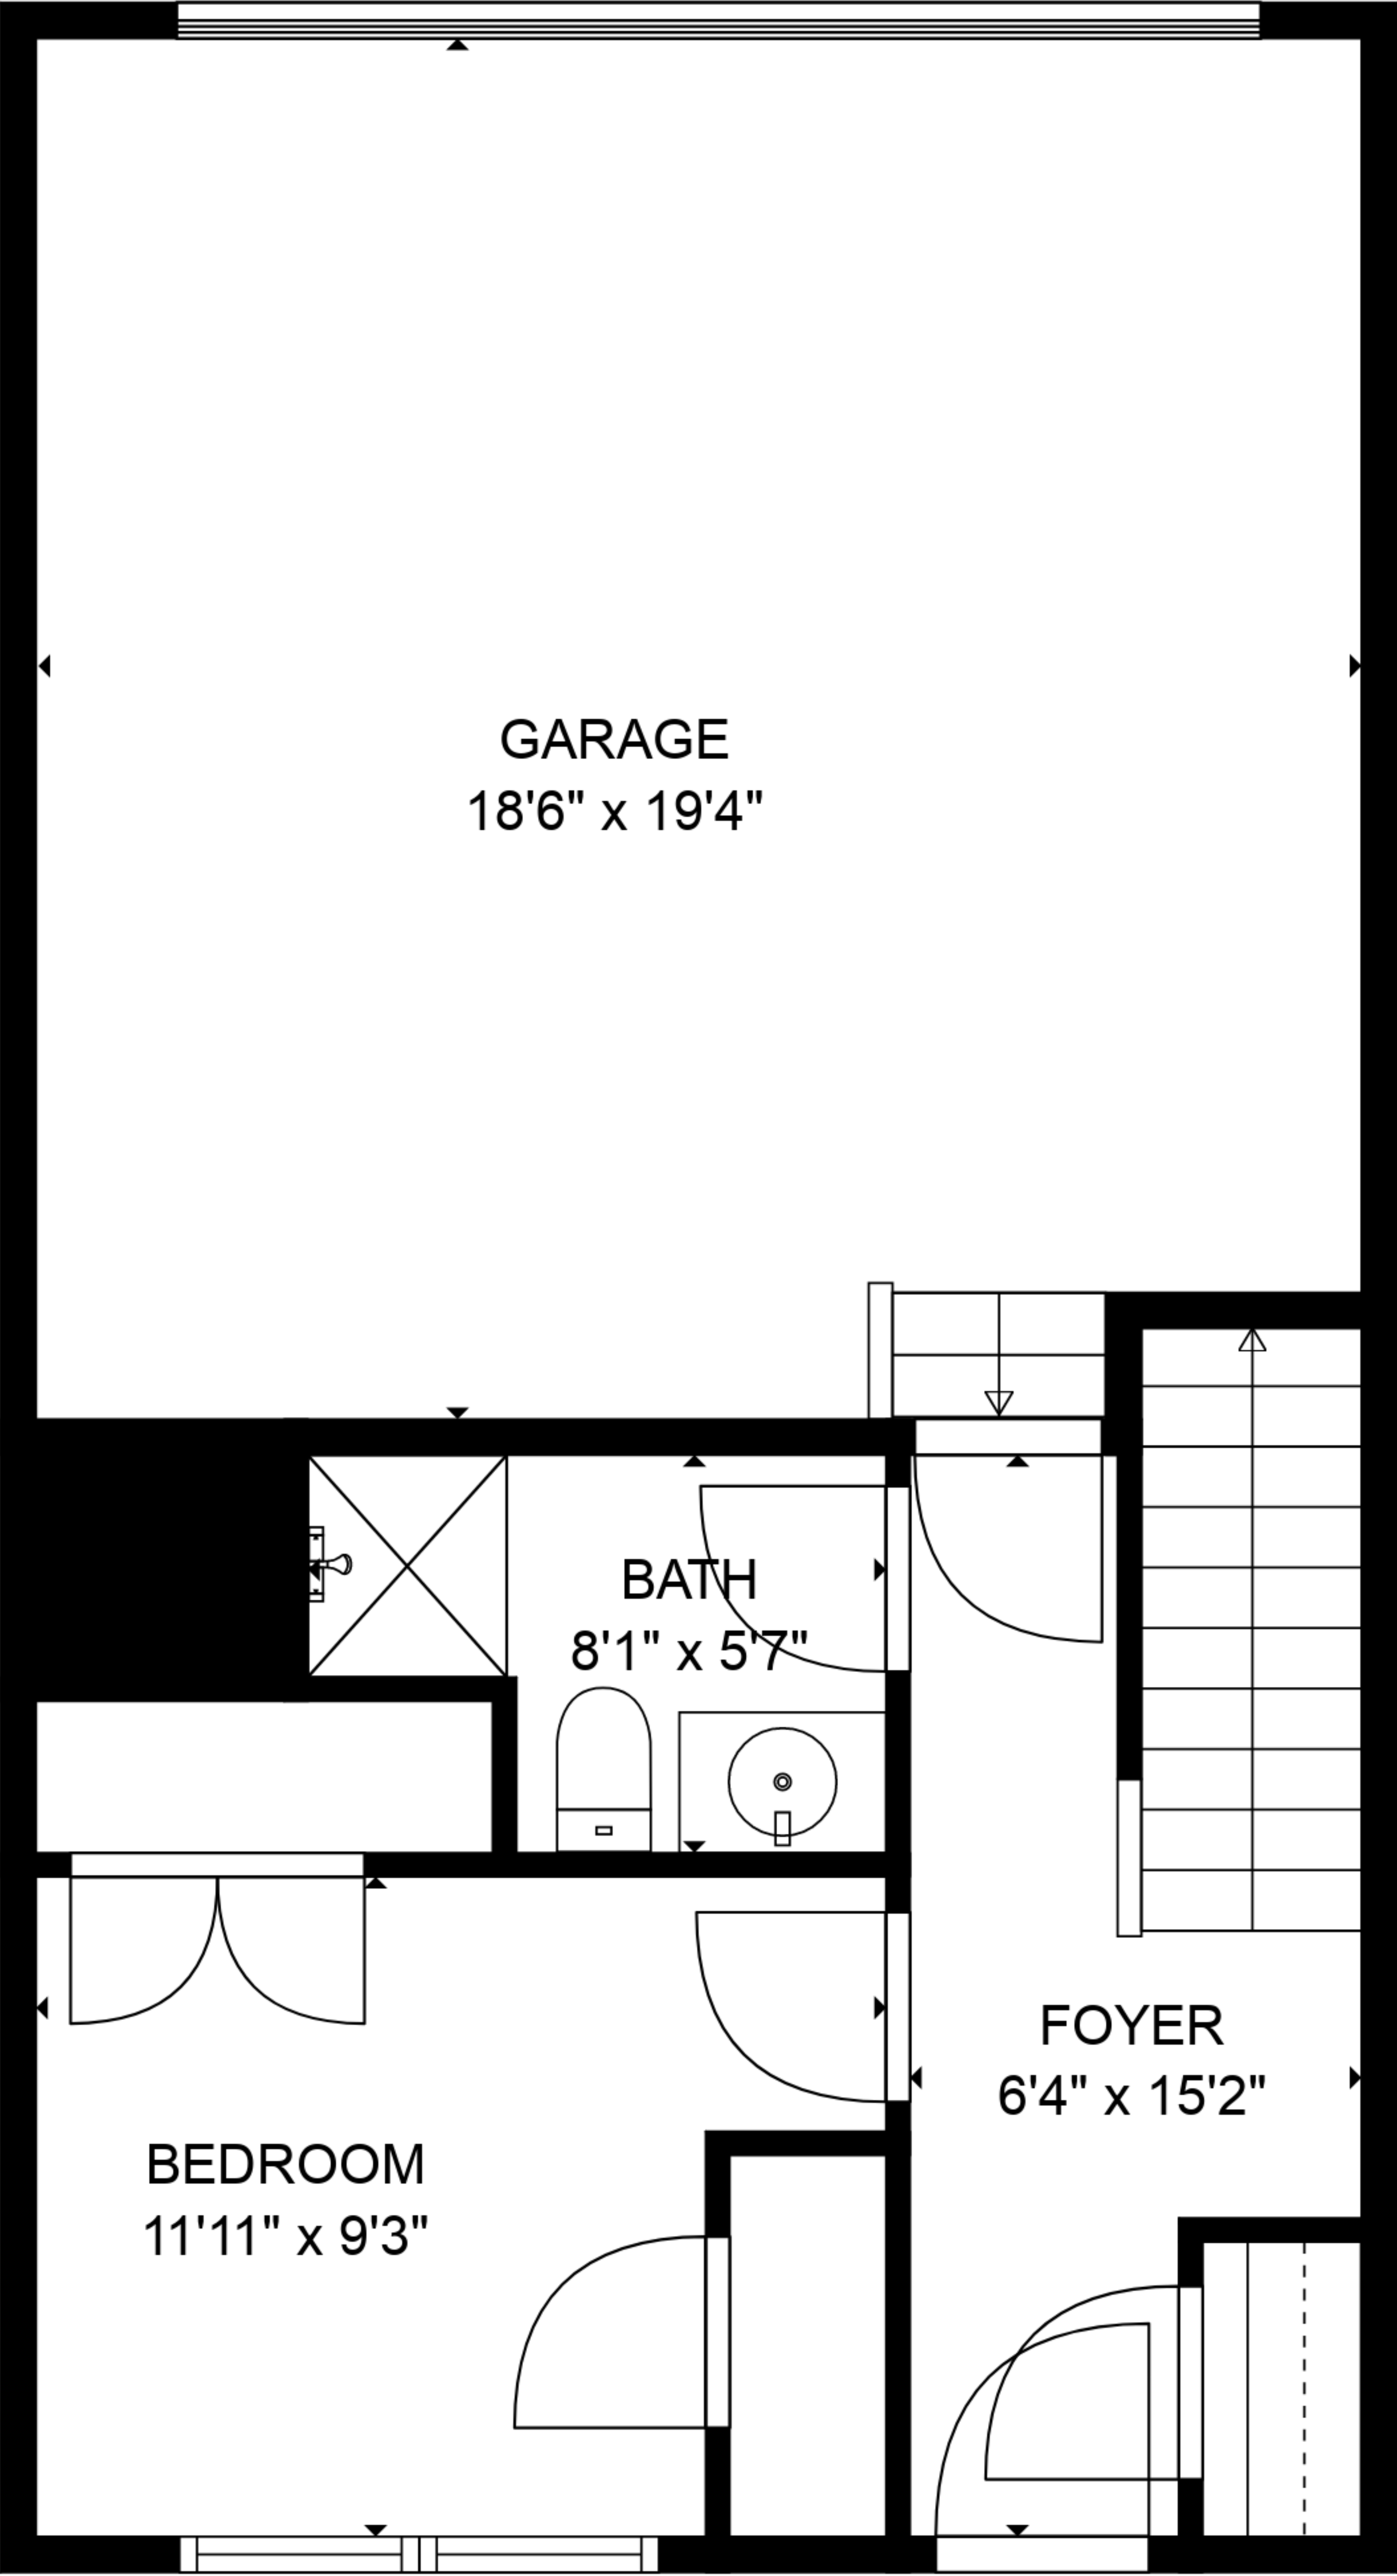 GARAGE
18'6" x 19'4"
BATH
8'1" x 5'7"
FOYER
6'4" x 15'2"
BEDROOM
11'11" x 9'3"